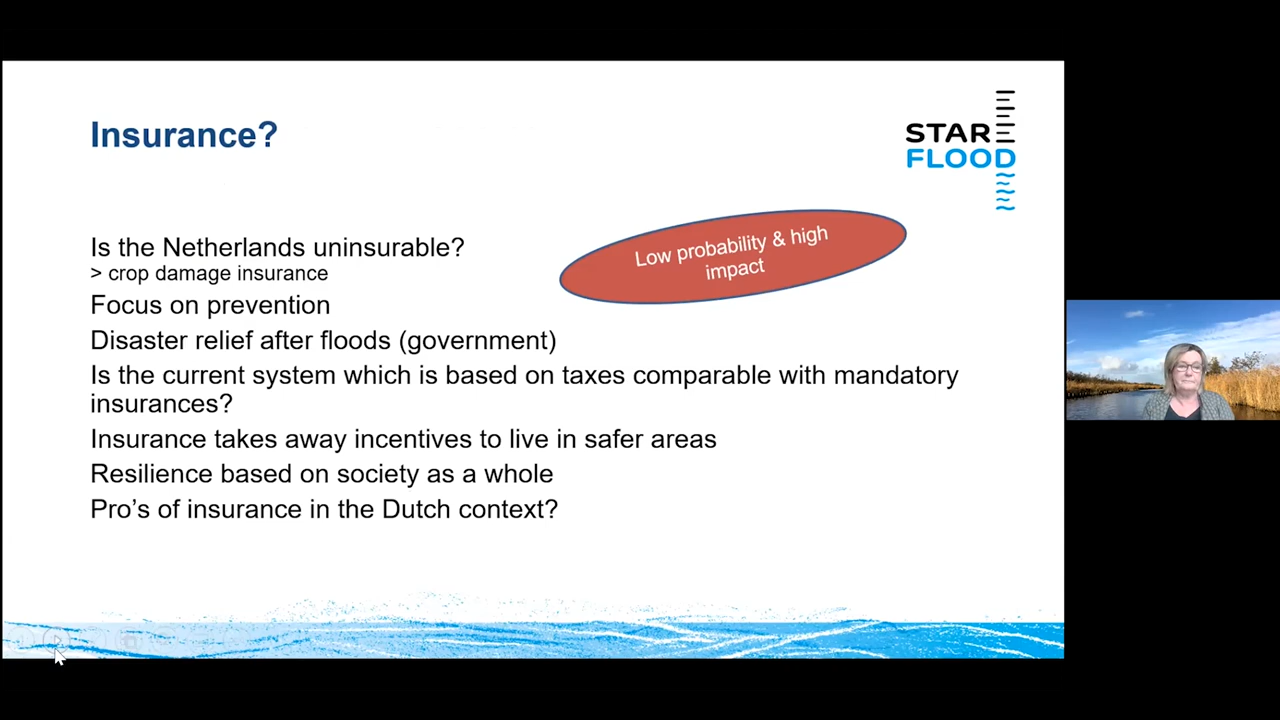 Insurance?
STAR
FLOOD
Low probability & high
impact
Is the Netherlands uninsurable?
> crop damage insurance
Focus on prevention
Disaster relief after floods (government)
Is the current system which is based on taxes comparable with mandatory
insurances?
Insurance takes away incentives to live in safer areas
Resilience based on society as a whole
Pro’s of insurance in the Dutch context?